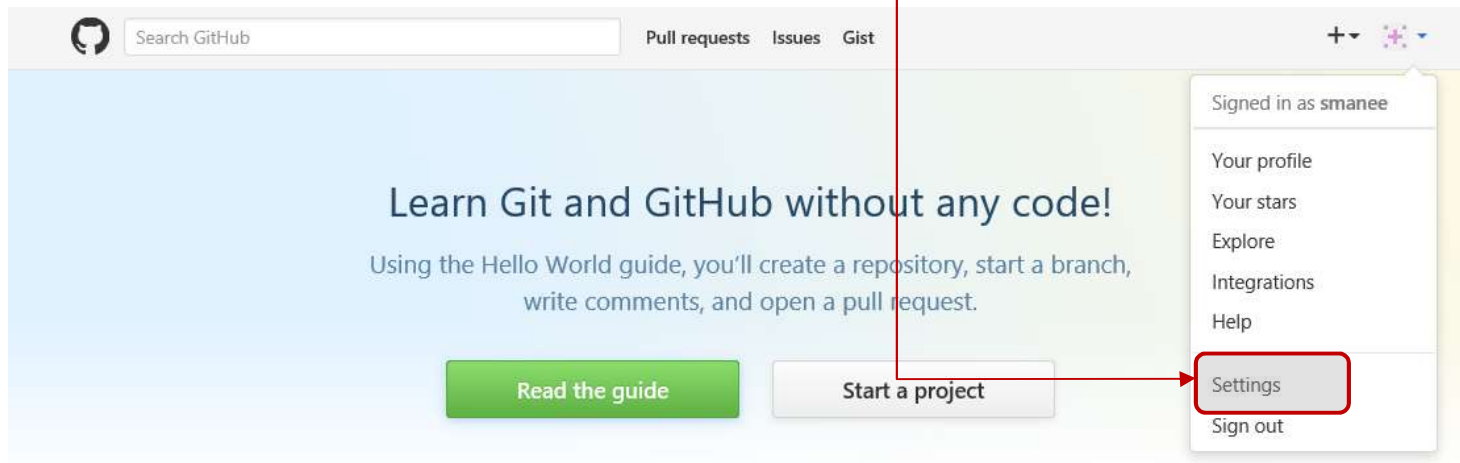 Search GitHub
Pull requests Issues Gist
Signed in as smanee
Your profile
Your stars
Explore
Integrations
Help
Settings
Sign out
Learn Git and GitHub without any code!
Using the Hello World guide, you'll create a repository, start a branch,
write comments, and open a pull request.
Read the guide
Start a project